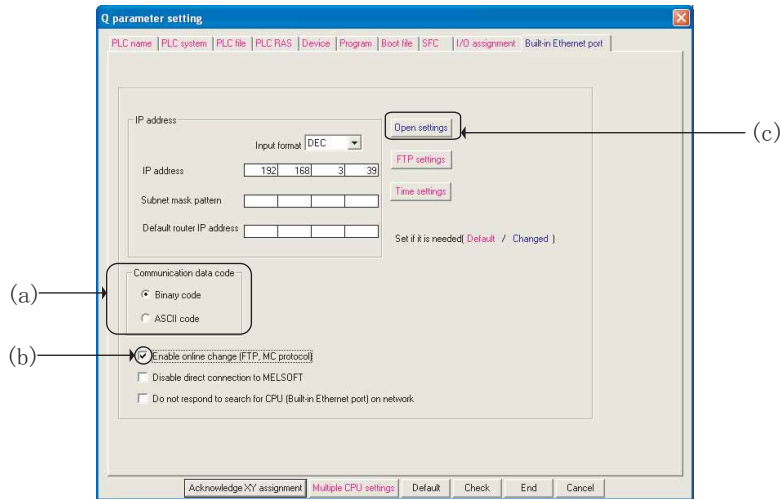 Q parameter setting
PLC name PLC system PLC file PLC RAS Device Program Boot file SFC I/O assignment Built-in Ethernet port
IP address
Input format DEC
IP address 192 168 3 39
Subnet mask pattern
Default router IP address
Open settings
FTP settings
Time settings
Set if it is needed( Default / Changed )
(c)
Communication data code
Binary code
ASCII code
(a)
(b)
Enable online change (FTP, MC protocol)
Disable direct connection to MELSOFT
Do not respond to search for CPU (Built-in Ethernet port) on network
Acknowledge XY assignment Multiple CPU settings Default Check End Cancel